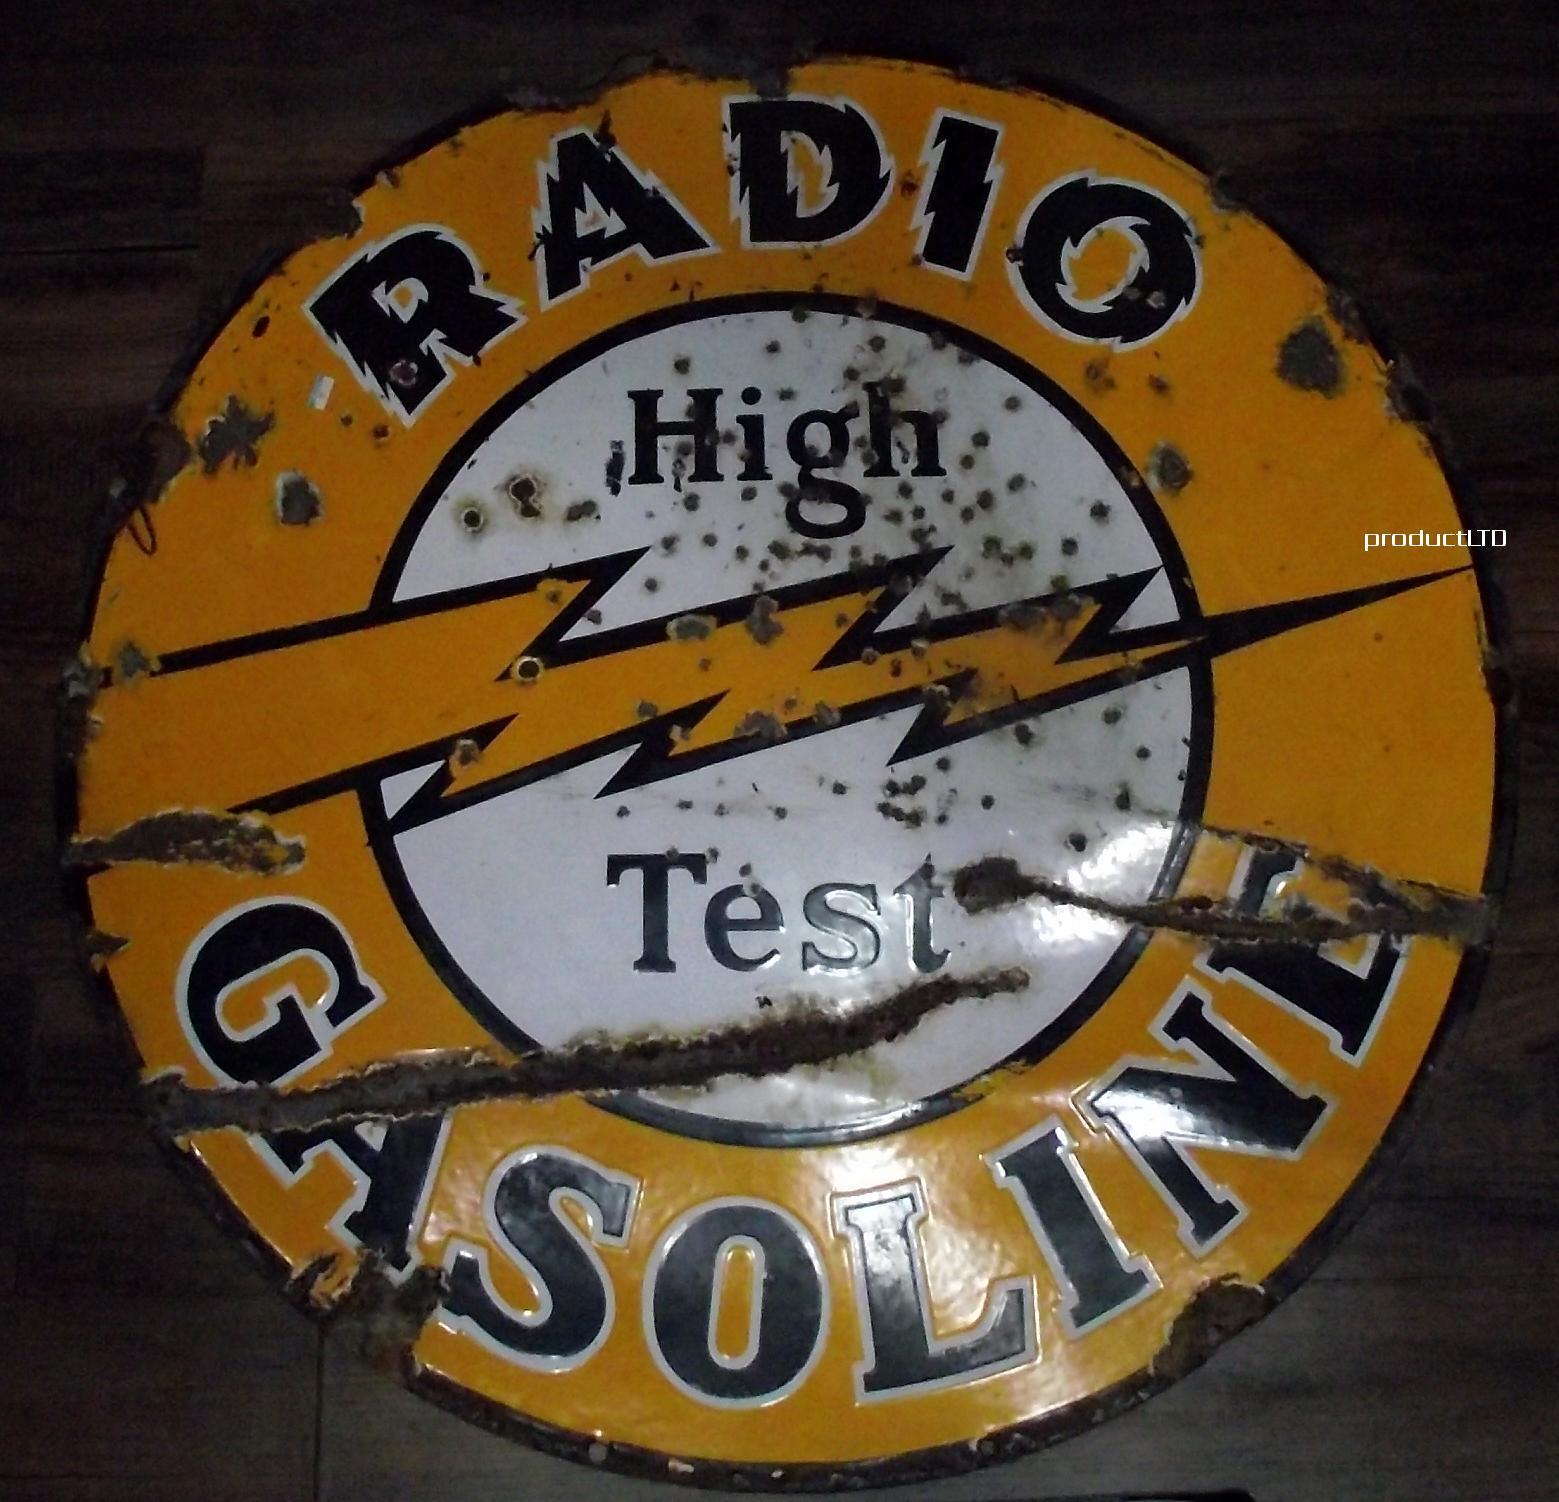 RADIO
High
productLTD
Test
GASOLINE